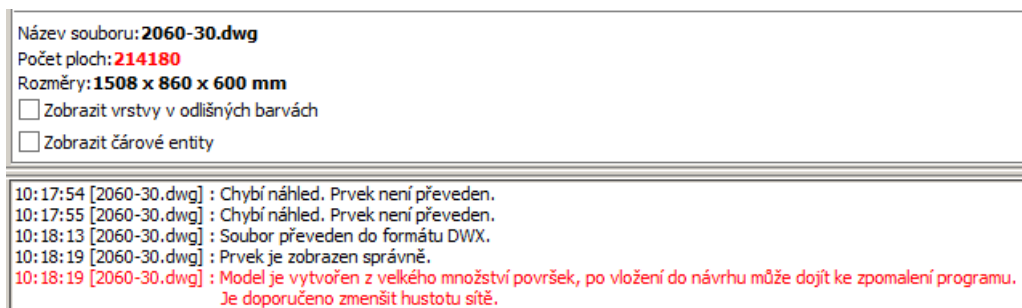 Název souboru: 2060-30.dwg
Počet ploch: 214180
Rozměry: 1508 x 860 x 600 mm
Zobrazit vrstvy v odlišných barvách
Zobrazit čárové entity
10:17:54 [2060-30.dwg] : Chybí náhled. Prvek není převeden.
10:17:55 [2060-30.dwg] : Chybí náhled. Prvek není převeden.
10:18:13 [2060-30.dwg] : Soubor převeden do formátu DWX.
10:18:19 [2060-30.dwg] : Prvek je zobrazen správně.
10:18:19 [2060-30.dwg] : Model je vytvořen z velkého množství površek, po vložení do návrhu může dojít ke zpomalení programu.
Je doporučeno zmenšit hustotu sítě.